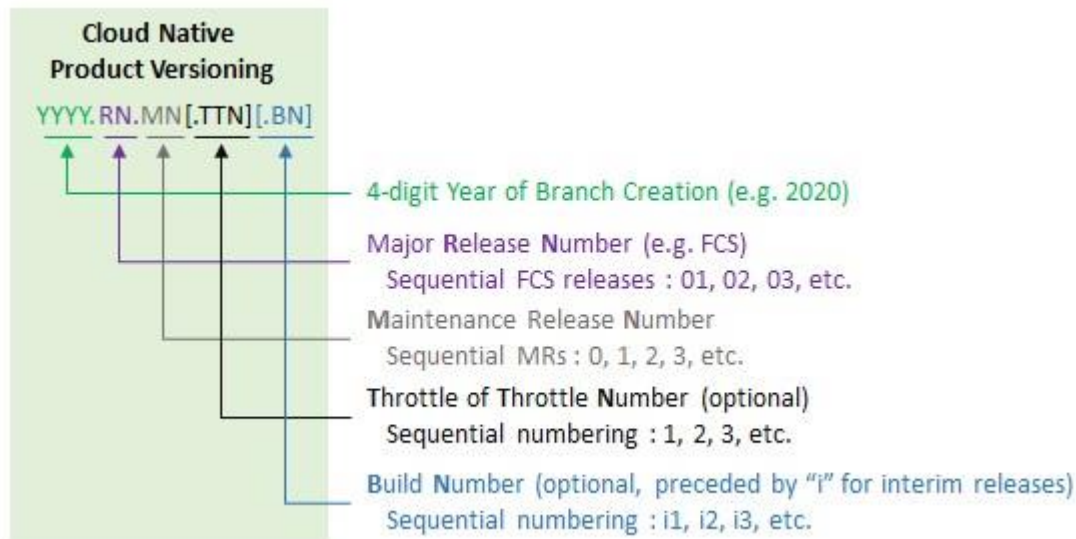 Cloud Native
Product Versioning
YYYY.RN.MN[.TTN][.BN]
4-digit Year of Branch Creation (e.g. 2020)
Major Release Number (e.g. FCS)
Sequential FCS releases : 01, 02, 03, etc.
Maintenance Release Number
Sequential MRs : 0, 1, 2, 3, etc.
Throttle of Throttle Number (optional)
Sequential numbering : 1, 2, 3, etc.
Build Number (optional, preceded by “i” for interim releases)
Sequential numbering : i1, i2, i3, etc.